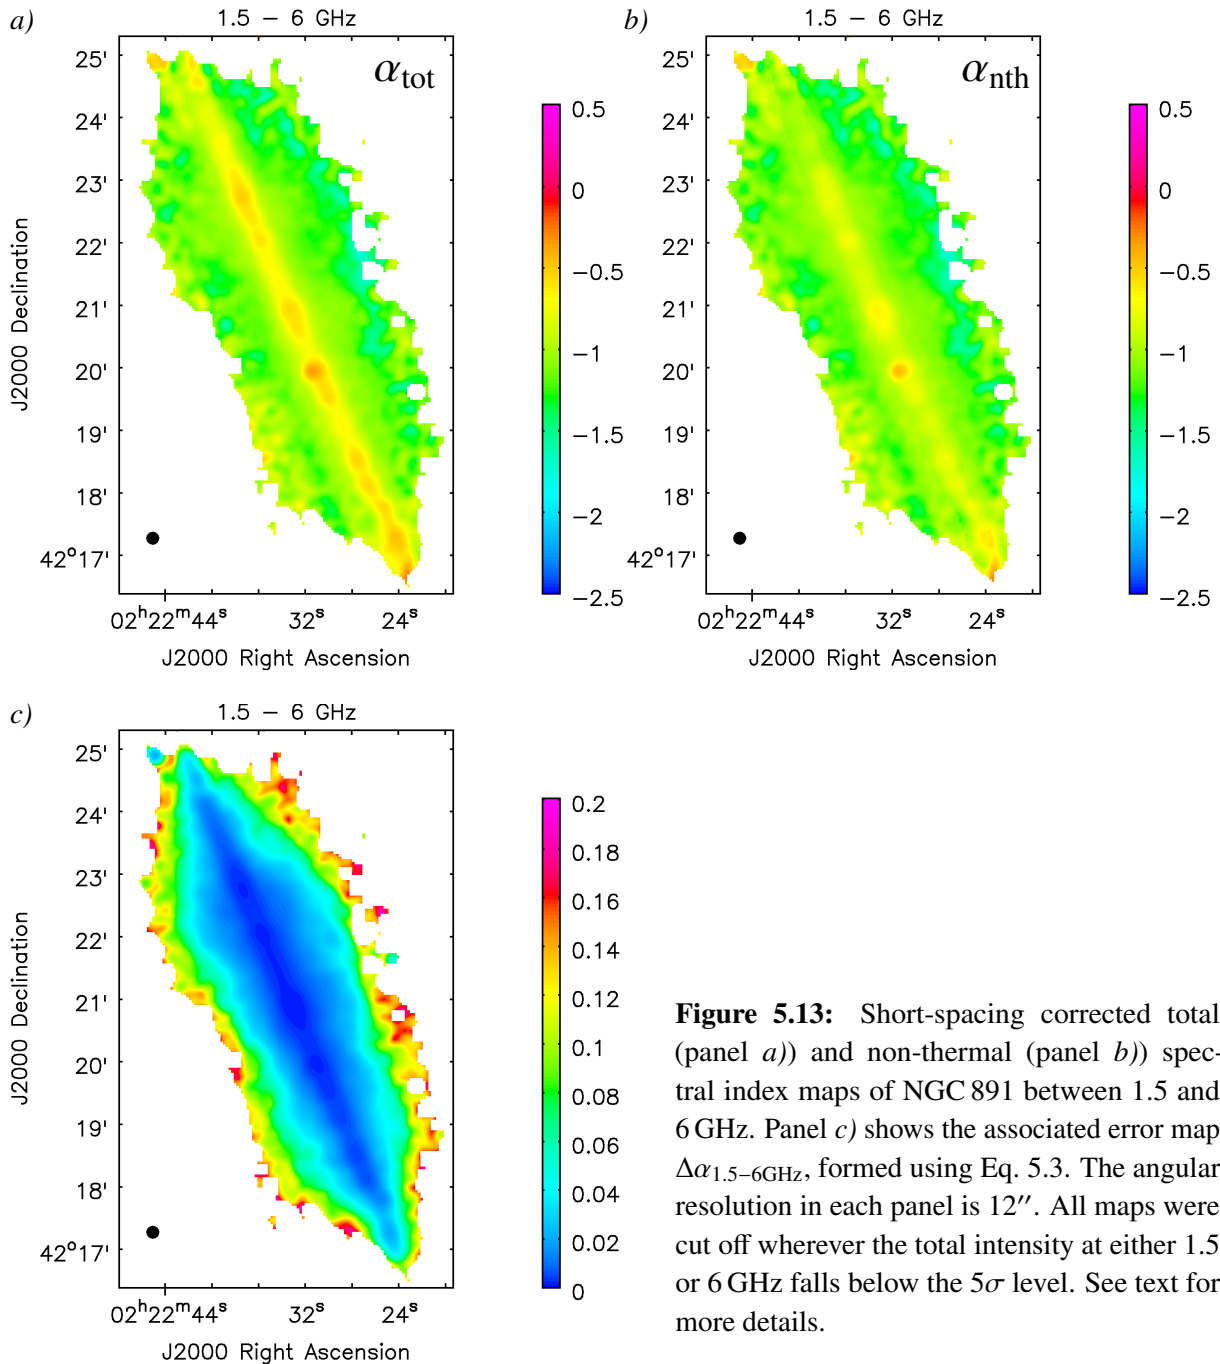 a)
1.5 – 6 GHz
α_tot
25'
24'
23'
22'
21'
20'
19'
18'
42°17'
J2000 Declination
02ʰ22ᵐ44ˢ
32ˢ
24ˢ
J2000 Right Ascension
0.5
0
−0.5
−1
−1.5
−2
−2.5
b)
1.5 – 6 GHz
α_nth
25'
24'
23'
22'
21'
20'
19'
18'
42°17'
02ʰ22ᵐ44ˢ
32ˢ
24ˢ
J2000 Right Ascension
0.5
0
−0.5
−1
−1.5
−2
−2.5
c)
1.5 – 6 GHz
25'
24'
23'
22'
21'
20'
19'
18'
42°17'
J2000 Declination
02ʰ22ᵐ44ˢ
32ˢ
24ˢ
J2000 Right Ascension
0.2
0.18
0.16
0.14
0.12
0.1
0.08
0.06
0.04
0.02
0
Figure 5.13: Short-spacing corrected total
(panel a)) and non-thermal (panel b)) spec-
tral index maps of NGC 891 between 1.5 and
6 GHz. Panel c) shows the associated error map
Δα₁.₅₋₆GHz, formed using Eq. 5.3. The angular
resolution in each panel is 12″. All maps were
cut off wherever the total intensity at either 1.5
or 6 GHz falls below the 5σ level. See text for
more details.